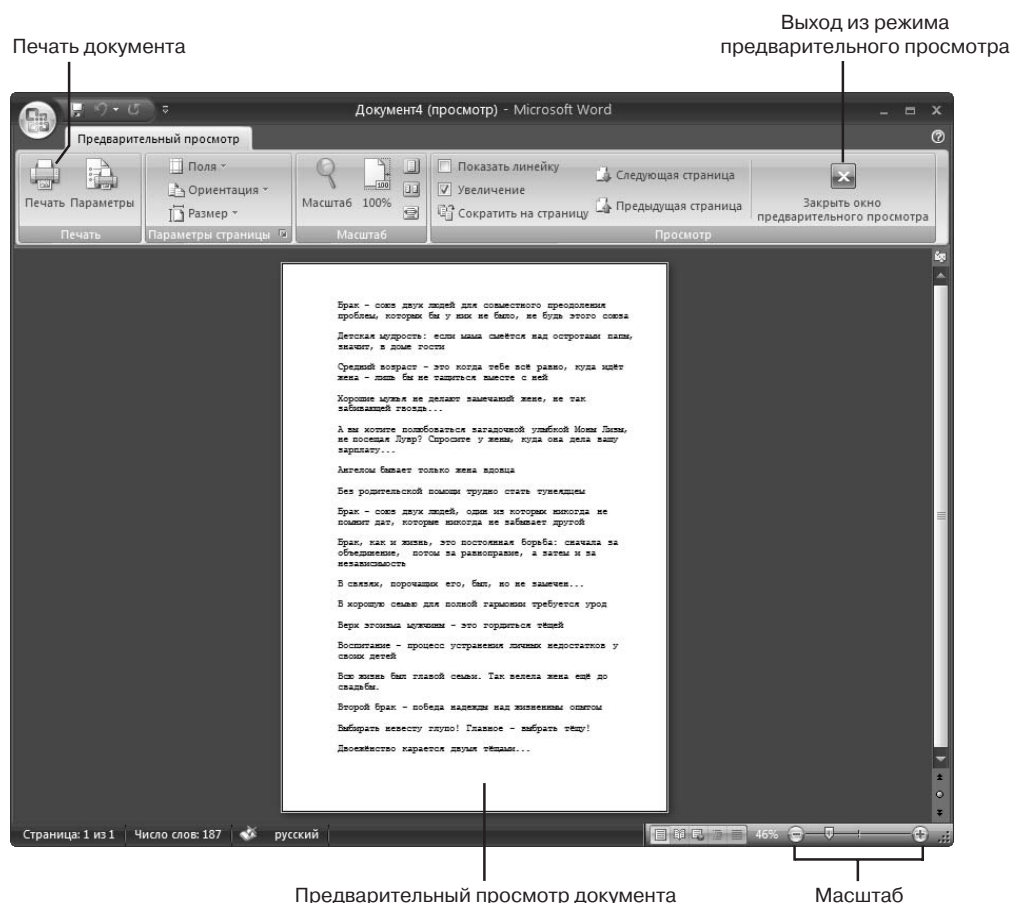 Выход из режима
предварительного просмотра
Печать документа
Документ4 (просмотр) - Microsoft Word
Предварительный просмотр
Печать
Параметры
Поля
Ориентация
Размер
Масштаб
100%
Показать линейку
Увеличение
Сократить на страницу
Следующая страница
Предыдущая страница
Закрыть окно
предварительного просмотра
Печать
Параметры страницы
Масштаб
Просмотр
Брак – союз двух людей для совместного преодоления
проблем, которых бы у них не было, не будь этого союза
Детская мудрость: если мама смеётся над остротами папы,
значит, в доме гости
Средний возраст – это когда тебе всё равно, куда идёт
жена – лишь бы не тащиться вместе с ней
Хорошие мужья не делают замечаний жене, не так
забивающей гвоздь...
А вы хотите полюбоваться загадочной улыбкой Моны Лизы,
не посещая Лувр? Спросите у жены, куда она дела вашу
зарплату...
Ангелом бывает только жена вдовца
Без родительской помощи трудно стать тунеядцем
Брак – союз двух людей, один из которых никогда не
помнит дат, которые никогда не забывает другой
Брак, как и жизнь, это постоянная борьба: сначала за
объединение, потом за равноправие, а затем и за
независимость
В связях, порочащих его, был, но не замечен...
В хорошую семью для полной гармонии требуется урод
Верх эгоизма мужчины – это гордиться тёщей
Воспитание – процесс устранения личных недостатков у
своих детей
Всю жизнь был главой семьи. Так велела жена ещё до
свадьбы.
Второй брак – победа надежды над жизненным опытом
Выбирать невесту глупо! Главное – выбрать тёщу!
Двоежёнство карается двумя тёщами...
Страница: 1 из 1
Число слов: 187
русский
46%
Предварительный просмотр документа
Масштаб